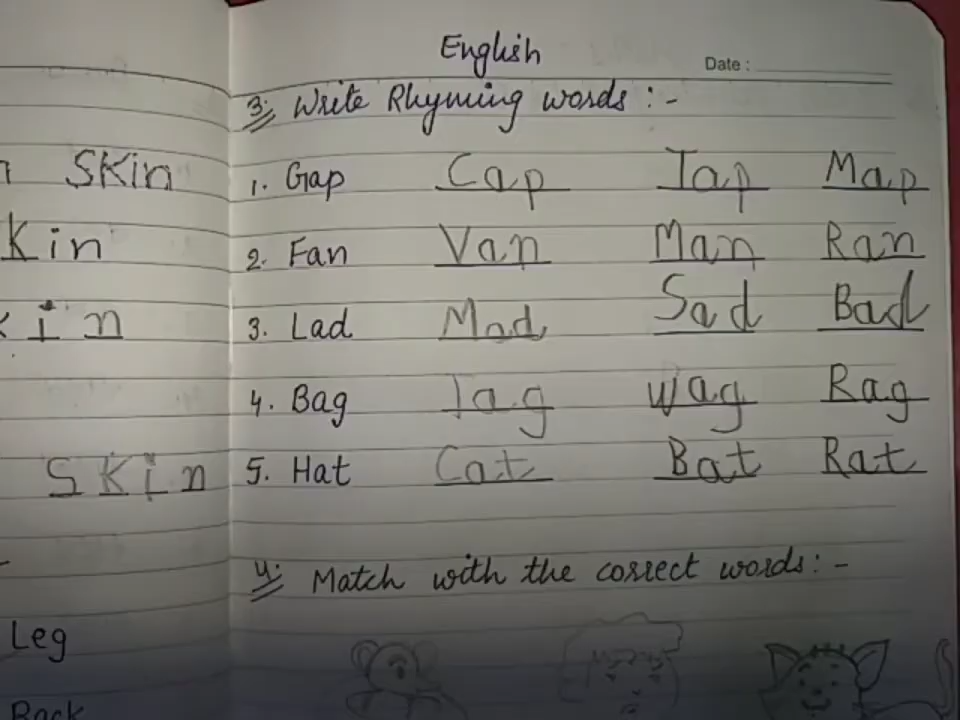 Skin
Kin
in
Skin
Leg
Back
English
Date :
3. Write Rhyming words :-
1. Gap Cap Tap Map
2. Fan Van Man Ran
3. Lad Mad Sad Bad
4. Bag Tag Wag Rag
5. Hat Cat Bat Rat
4. Match with the correct words :-